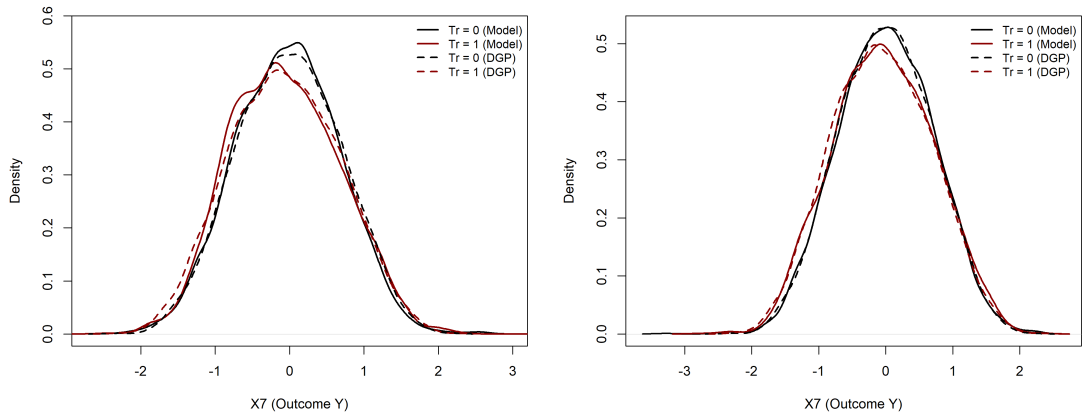 Tr = 0 (Model)
Tr = 1 (Model)
Tr = 0 (DGP)
Tr = 1 (DGP)
0.0
0.1
0.2
0.3
0.4
0.5
0.6
Density
-2
-1
0
1
2
3
X7 (Outcome Y)
Tr = 0 (Model)
Tr = 1 (Model)
Tr = 0 (DGP)
Tr = 1 (DGP)
0.0
0.1
0.2
0.3
0.4
0.5
Density
-3
-2
-1
0
1
2
X7 (Outcome Y)